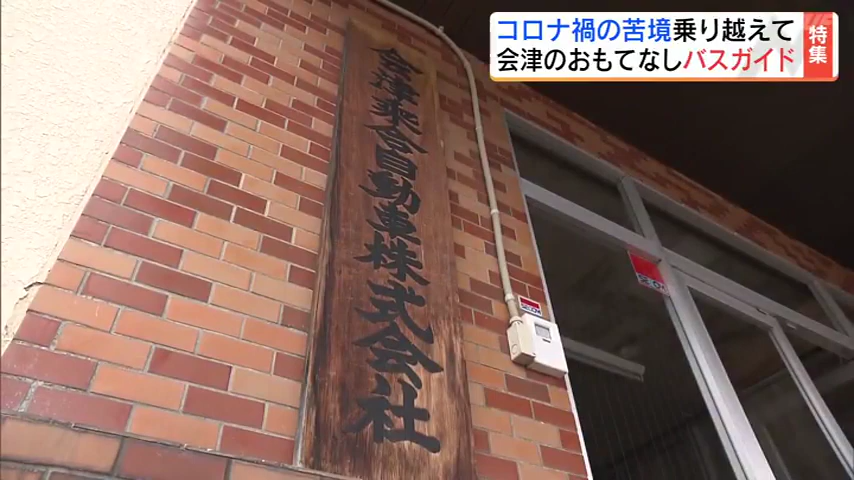 コロナ禍の苦境乗り越えて
会津のおもてなしバスガイド
特集
会津乗合自動車株式会社
SECOM